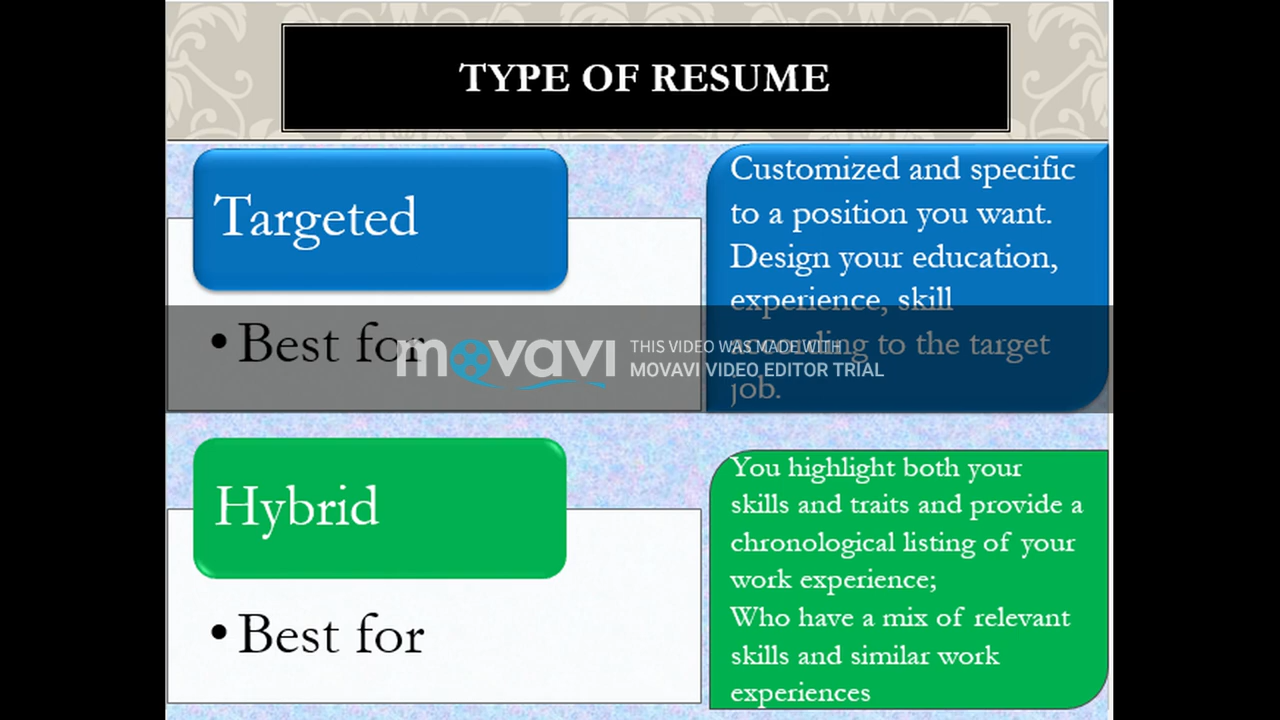 TYPE OF RESUME
Targeted
• Best for
Customized and specific
to a position you want.
Design your education,
experience, skill
according to the target
job.
movavi
THIS VIDEO WAS MADE WITH
MOVAVI VIDEO EDITOR TRIAL
Hybrid
• Best for
You highlight both your
skills and traits and provide a
chronological listing of your
work experience;
Who have a mix of relevant
skills and similar work
experiences